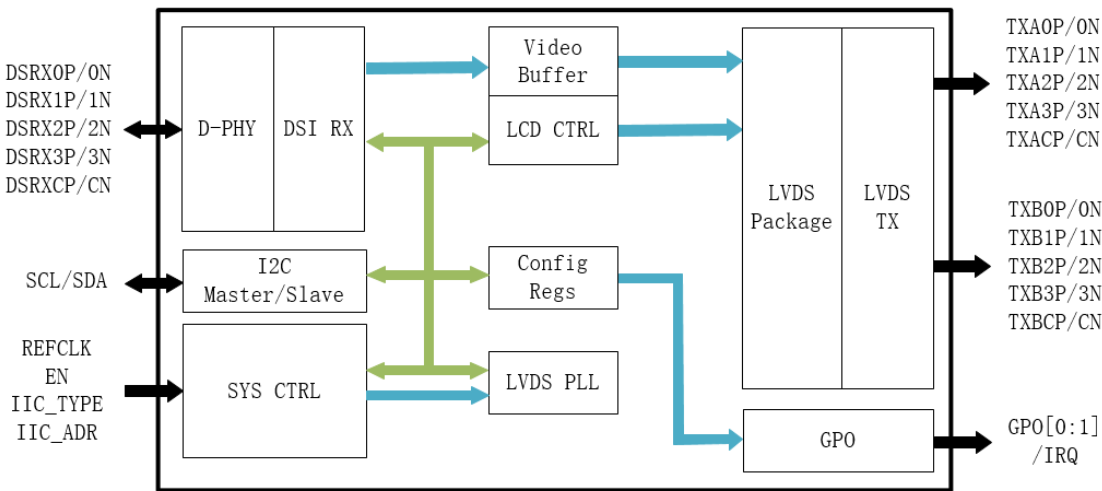 DSRX0P/0N
DSRX1P/1N
DSRX2P/2N
DSRX3P/3N
DSRXCP/CN
SCL/SDA
REFCLK
EN
IIC_TYPE
IIC_ADR
D-PHY
DSI RX
I2C
Master/Slave
SYS CTRL
Video
Buffer
LCD CTRL
Config
Regs
LVDS PLL
LVDS
Package
LVDS
TX
GPO
TXA0P/0N
TXA1P/1N
TXA2P/2N
TXA3P/3N
TXACP/CN
TXB0P/0N
TXB1P/1N
TXB2P/2N
TXB3P/3N
TXBCP/CN
GPO[0:1]
/IRQ